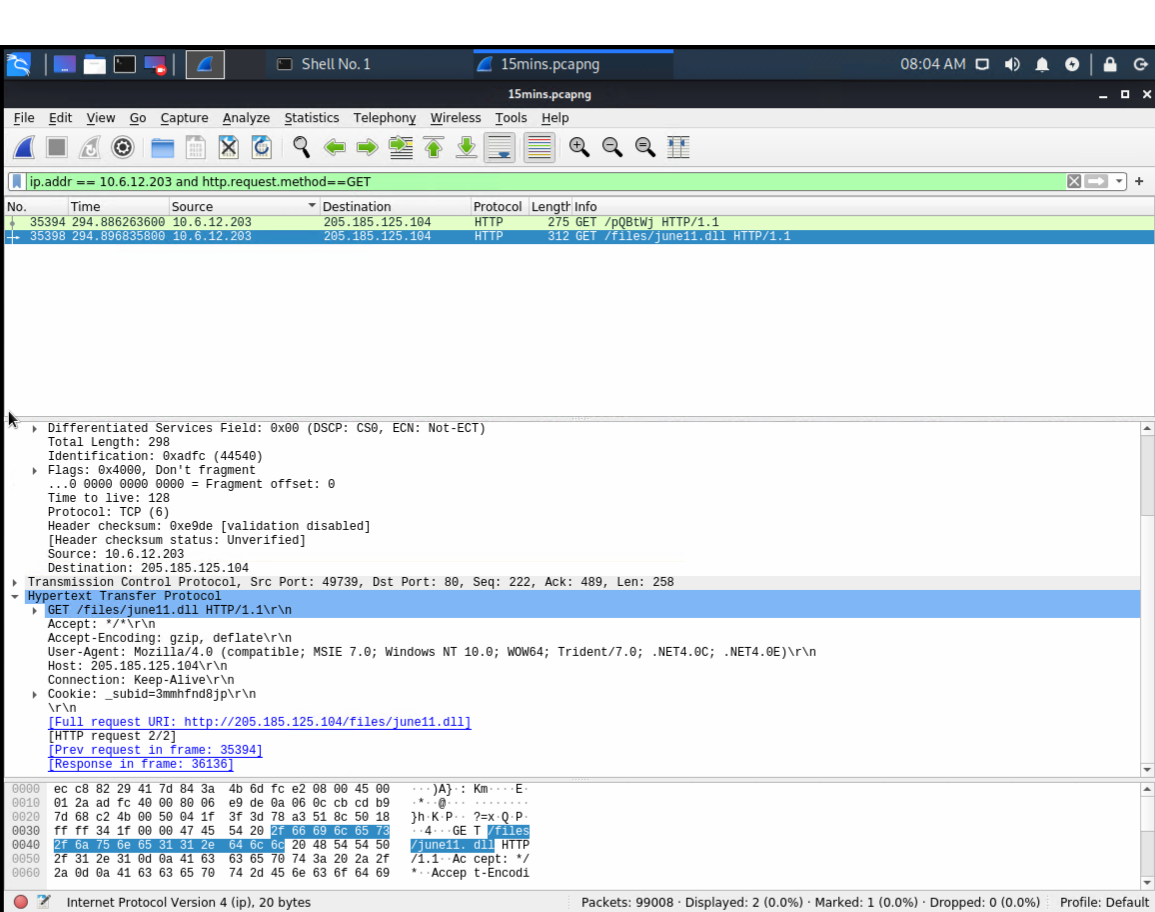 Shell No. 1
15mins.pcapng
08:04 AM
15mins.pcapng
File Edit View Go Capture Analyze Statistics Telephony Wireless Tools Help
ip.addr == 10.6.12.203 and http.request.method==GET
No. Time Source Destination Protocol Length Info
35394 294.886263600 10.6.12.203 205.185.125.104 HTTP 275 GET /pQBtWj HTTP/1.1
35398 294.896835800 10.6.12.203 205.185.125.104 HTTP 312 GET /files/june11.dll HTTP/1.1
Differentiated Services Field: 0x00 (DSCP: CS0, ECN: Not-ECT)
Total Length: 298
Identification: 0xadfc (44540)
Flags: 0x4000, Don't fragment
...0 0000 0000 0000 = Fragment offset: 0
Time to live: 128
Protocol: TCP (6)
Header checksum: 0xe9de [validation disabled]
[Header checksum status: Unverified]
Source: 10.6.12.203
Destination: 205.185.125.104
Transmission Control Protocol, Src Port: 49739, Dst Port: 80, Seq: 222, Ack: 489, Len: 258
Hypertext Transfer Protocol
GET /files/june11.dll HTTP/1.1\r\n
Accept: */*\r\n
Accept-Encoding: gzip, deflate\r\n
User-Agent: Mozilla/4.0 (compatible; MSIE 7.0; Windows NT 10.0; WOW64; Trident/7.0; .NET4.0C; .NET4.0E)\r\n
Host: 205.185.125.104\r\n
Connection: Keep-Alive\r\n
Cookie: _subid=3mmhfnd8jp\r\n
\r\n
[Full request URI: http://205.185.125.104/files/june11.dll]
[HTTP request 2/2]
[Prev request in frame: 35394]
[Response in frame: 36136]
0000 ec c8 82 29 41 7d 84 3a 4b 6d fc e2 08 00 45 00 ···)A}·: Km····E·
0010 01 2a ad fc 40 00 80 06 e9 de 0a 06 0c cb cd b9 ·*··@··· ········
0020 7d 68 c2 4b 00 50 04 1f 3f 3d 78 a3 51 8c 50 18 }h·K·P·· ?=x·Q·P·
0030 ff ff 34 1f 00 00 47 45 54 20 2f 66 69 6c 65 73 ··4···GE T /files
0040 2f 6a 75 6e 65 31 31 2e 64 6c 6c 20 48 54 54 50 /june11. dll HTTP
0050 2f 31 2e 31 0d 0a 41 63 63 65 70 74 3a 20 2a 2f /1.1··Ac cept: */
0060 2a 0d 0a 41 63 63 65 70 74 2d 45 6e 63 6f 64 69 *··Accep t-Encodi
Internet Protocol Version 4 (ip), 20 bytes
Packets: 99008 · Displayed: 2 (0.0%) · Marked: 1 (0.0%) · Dropped: 0 (0.0%)
Profile: Default